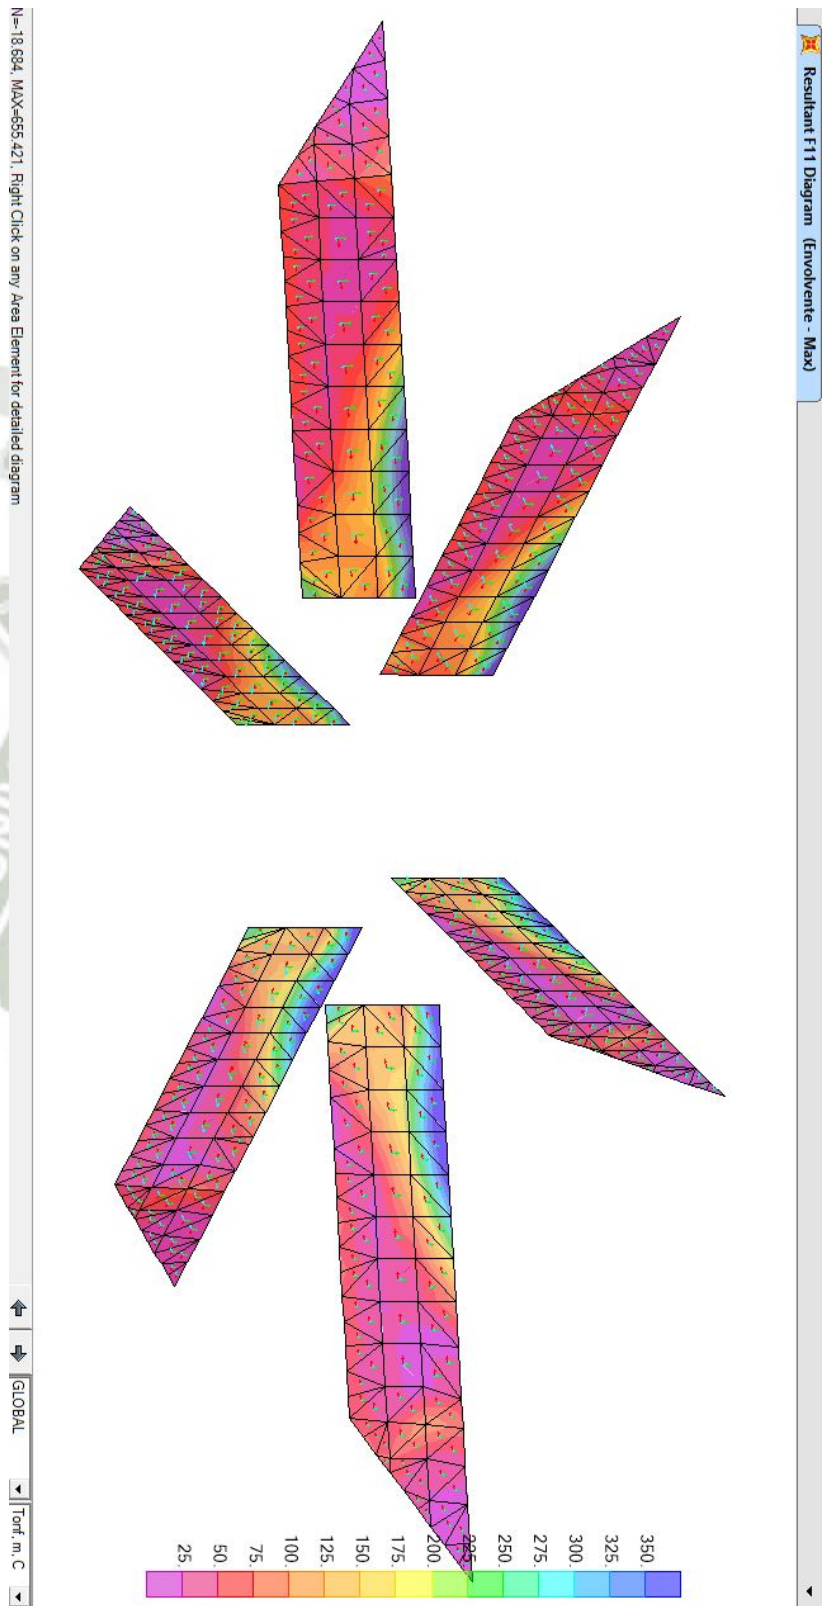 Resultant F11 Diagram (Envolvente - Max)
25. 50. 75. 100. 125. 150. 175. 200. 225. 250. 275. 300. 325. 350.
N=-18.684, MAX=655.421, Right Click on any Area Element for detailed diagram
GLOBAL
Tonf, m, C